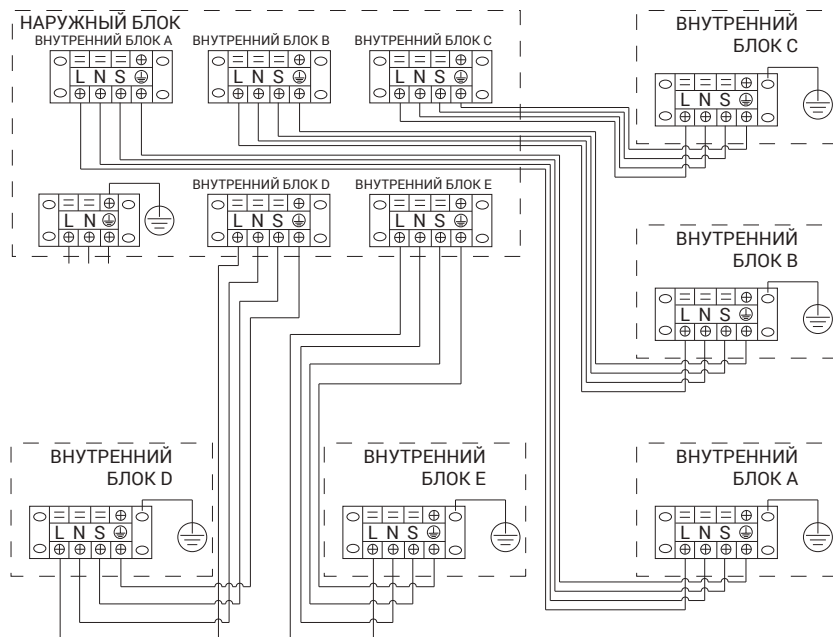 НАРУЖНЫЙ БЛОК
ВНУТРЕННИЙ БЛОК A
ВНУТРЕННИЙ БЛОК B
ВНУТРЕННИЙ БЛОК C
L N S
L N S
L N S
ВНУТРЕННИЙ
БЛОК C
L N S
ВНУТРЕННИЙ БЛОК D
ВНУТРЕННИЙ БЛОК E
L N
L N S
L N S
ВНУТРЕННИЙ
БЛОК B
L N S
ВНУТРЕННИЙ
БЛОК D
L N S
ВНУТРЕННИЙ
БЛОК E
L N S
ВНУТРЕННИЙ
БЛОК A
L N S